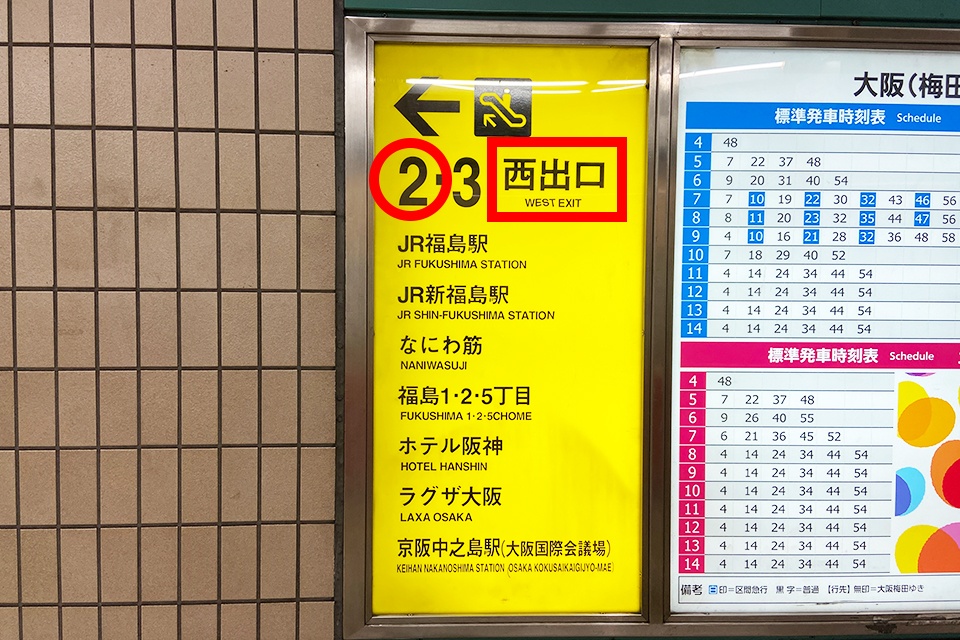 2・3 西出口
WEST EXIT
JR福島駅
JR FUKUSHIMA STATION
JR新福島駅
JR SHIN-FUKUSHIMA STATION
なにわ筋
NANIWASUJI
福島1・2・5丁目
FUKUSHIMA 1・2・5CHOME
ホテル阪神
HOTEL HANSHIN
ラグザ大阪
LAXA OSAKA
京阪中之島駅(大阪国際会議場)
KEIHAN NAKANOSHIMA STATION (OSAKA KOKUSAIKAIGIJYO-MAE)
大阪(梅田
標準発車時刻表 Schedule
4 48
5 7 22 37 48
6 9 20 31 40 54
7 7 10 19 22 30 32 43 46 56
8 8 11 20 23 32 35 44 47 56
9 4 10 16 21 28 32 36 48 58
10 7 18 29 40 52
11 4 14 24 34 44 54
12 4 14 24 34 44 54
13 4 14 24 34 44 54
14 4 14 24 34 44 54
標準発車時刻表 Schedule
4 48
5 7 22 37 48
6 9 26 40 55
7 6 21 36 45 52
8 4 14 24 34 44 54
9 4 14 24 34 44 54
10 4 14 24 34 44 54
11 4 14 24 34 44 54
12 4 14 24 34 44 54
13 4 14 24 34 44 54
14 4 14 24 34 44 54
備考 印=区間急行 黒字=普通 【行先】無印=大阪梅田ゆき